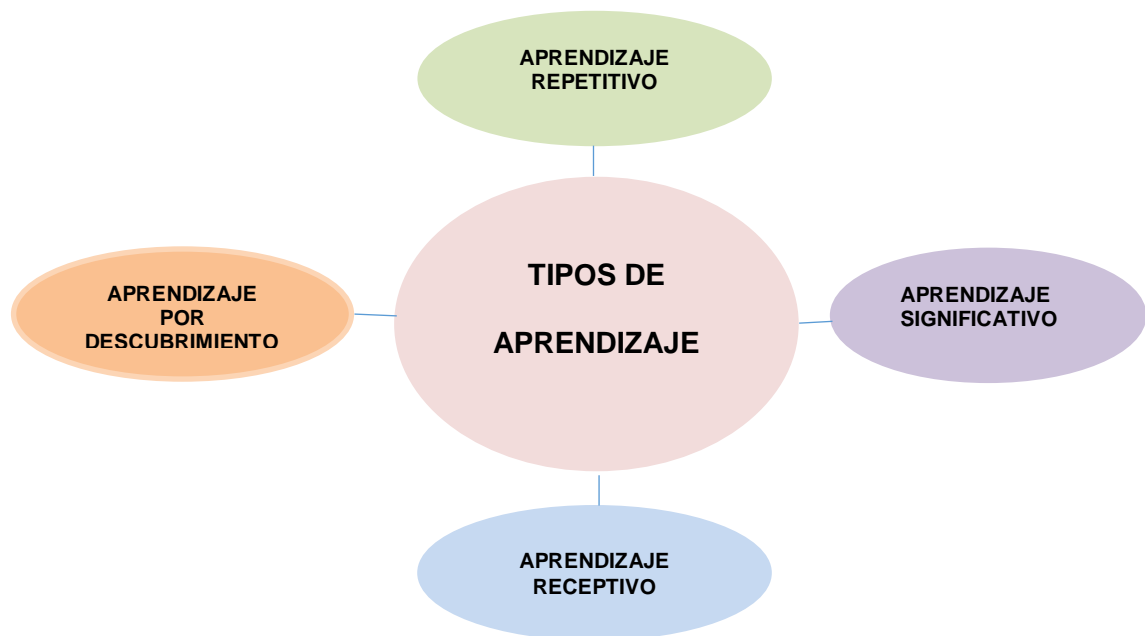 APRENDIZAJE
REPETITIVO
TIPOS DE
APRENDIZAJE
APRENDIZAJE
POR
DESCUBRIMIENTO
APRENDIZAJE
SIGNIFICATIVO
APRENDIZAJE
RECEPTIVO